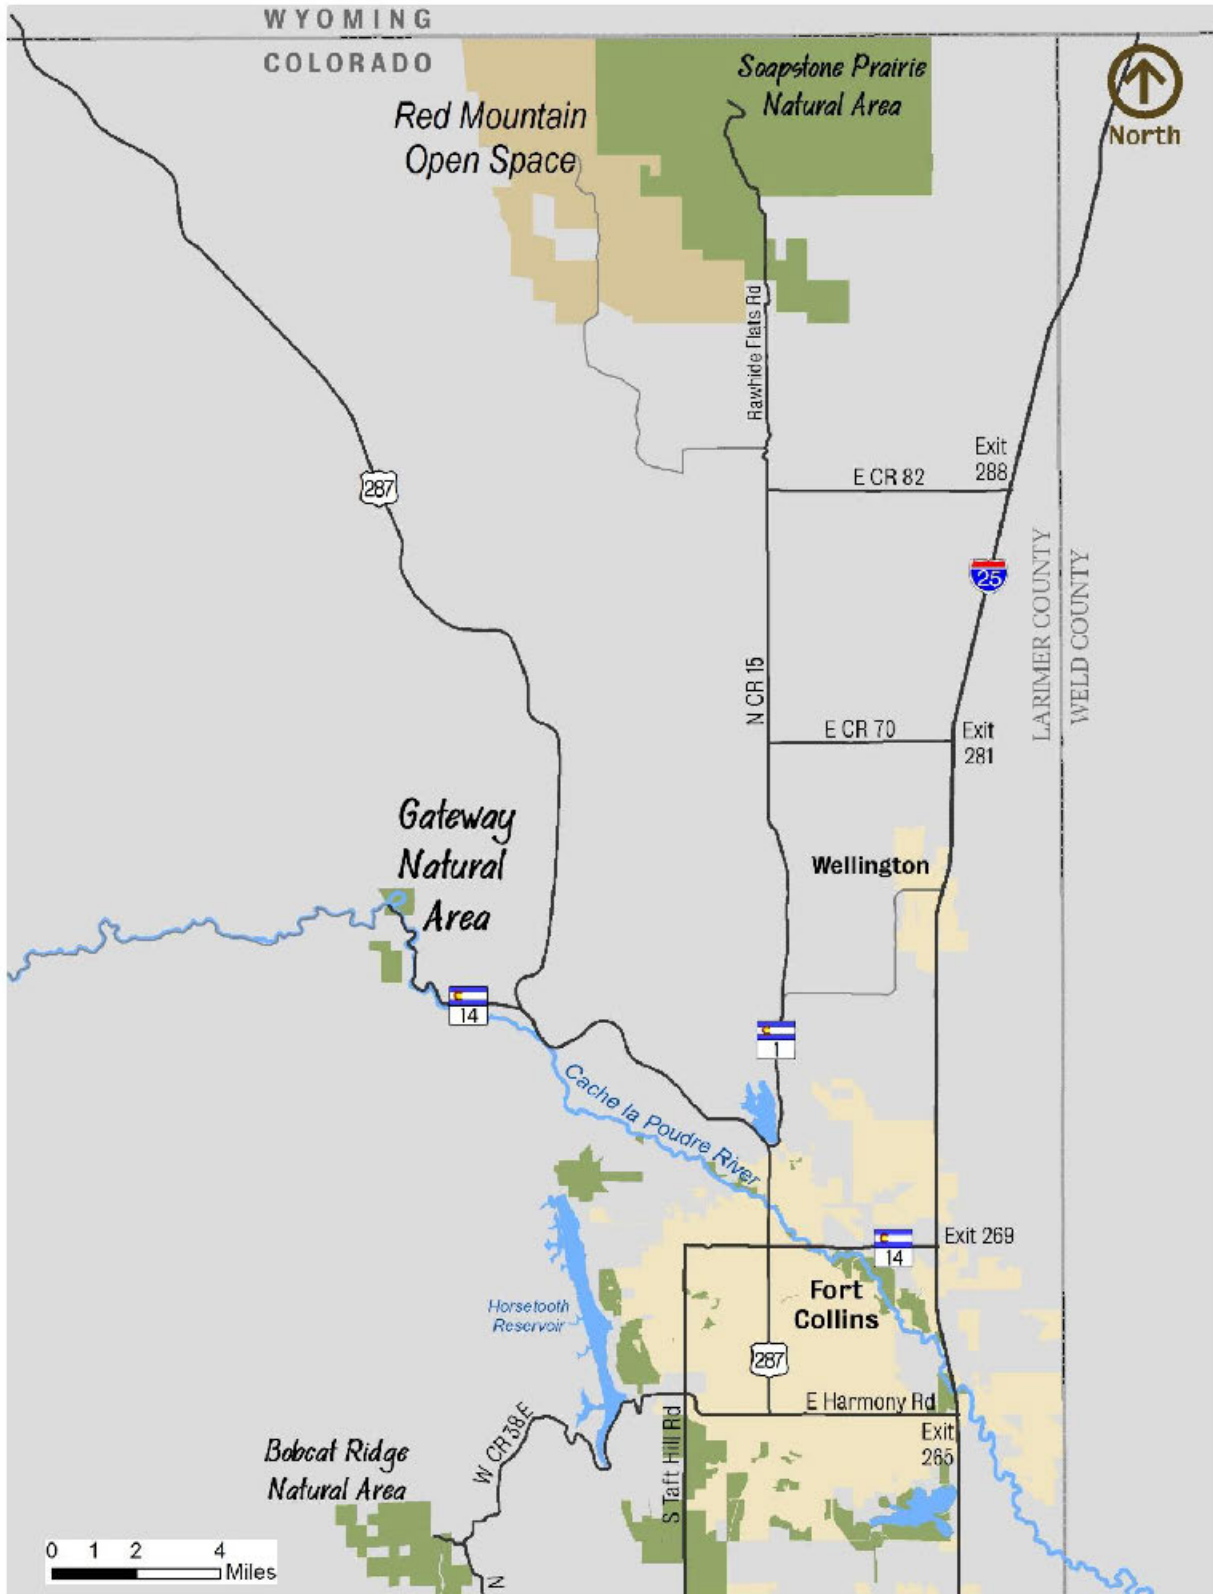 WYOMING
COLORADO
Soapstone Prairie
Natural Area
North
Red Mountain
Open Space
Rawhide Flats Rd
Exit
288
E CR 82
287
25
LARIMER COUNTY
WELD COUNTY
N CR 15
E CR 70
Exit
281
Gateway
Natural
Area
Wellington
14
1
Cache la Poudre River
Exit 269
14
Fort
Collins
Horsetooth
Reservoir
287
E Harmony Rd
Exit
265
W CR 38E
S Taft Hill Rd
Bobcat Ridge
Natural Area
N
0 1 2 4
Miles